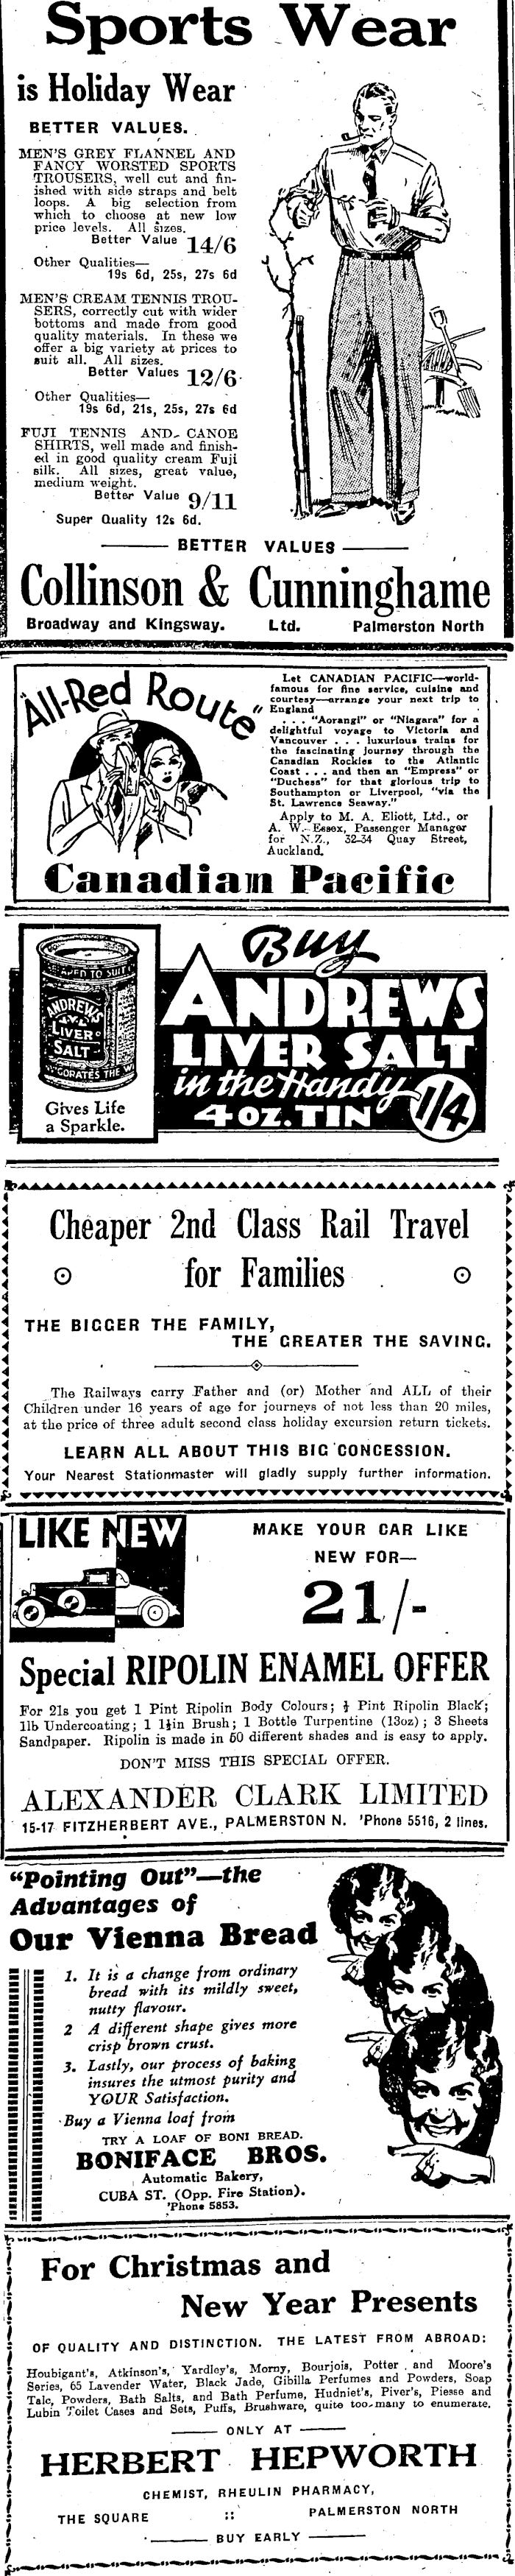 Sports Wear
is Holiday Wear
BETTER VALUES.
MEN'S GREY FLANNEL AND
FANCY WORSTED SPORTS
TROUSERS, well cut and fin-
ished with side straps and belt
loops. A big selection from
which to choose at new low
price levels. All sizes.
Better Value 14/6
Other Qualities—
19s 6d, 25s, 27s 6d
MEN'S CREAM TENNIS TROU-
SERS, correctly cut with wider
bottoms and made from good
quality materials. In these we
offer a big variety at prices to
suit all. All sizes.
Better Values 12/6
Other Qualities—
19s 6d, 21s, 25s, 27s 6d
FUJI TENNIS AND CANOE
SHIRTS, well made and finish-
ed in good quality cream Fuji
silk. All sizes, great value,
medium weight.
Better Value 9/11
Super Quality 12s 6d.
BETTER VALUES
Collinson & Cunninghame
Broadway and Kingsway. Ltd. Palmerston North
"All-Red Route"
Let CANADIAN PACIFIC—world-
famous for fine service, cuisine and
courtesy—arrange your next trip to
England
. . . "Aorangi" or "Niagara" for a
delightful voyage to Victoria and
Vancouver . . . luxurious trains for
the fascinating journey through the
Canadian Rockies to the Atlantic
Coast . . . and then an "Empress" or
"Duchess" for that glorious trip to
Southampton or Liverpool, "via the
St. Lawrence Seaway."
Apply to M. A. Eliott, Ltd., or
A. W. Essex, Passenger Manager
for N.Z., 32-34 Quay Street,
Auckland.
Canadian Pacific
Buy
ANDREWS
LIVER SALT
in the Handy
4 OZ. TIN 1/4
ANDREWS
LIVER
SALT
Gives Life
a Sparkle.
Cheaper 2nd Class Rail Travel
for Families
THE BIGGER THE FAMILY,
THE GREATER THE SAVING.
The Railways carry Father and (or) Mother and ALL of their
Children under 16 years of age for journeys of not less than 20 miles,
at the price of three adult second class holiday excursion return tickets.
LEARN ALL ABOUT THIS BIG CONCESSION.
Your Nearest Stationmaster will gladly supply further information.
LIKE NEW
MAKE YOUR CAR LIKE
NEW FOR—
21/-
Special RIPOLIN ENAMEL OFFER
For 21s you get 1 Pint Ripolin Body Colours; ½ Pint Ripolin Black;
1lb Undercoating; 1 1½in Brush; 1 Bottle Turpentine (13oz); 3 Sheets
Sandpaper. Ripolin is made in 50 different shades and is easy to apply.
DON'T MISS THIS SPECIAL OFFER.
ALEXANDER CLARK LIMITED
15-17 FITZHERBERT AVE., PALMERSTON N. 'Phone 5516, 2 lines.
"Pointing Out"—the
Advantages of
Our Vienna Bread
1. It is a change from ordinary
bread with its mildly sweet,
nutty flavour.
2 A different shape gives more
crisp brown crust.
3. Lastly, our process of baking
insures the utmost purity and
YOUR Satisfaction.
Buy a Vienna loaf from
TRY A LOAF OF BONI BREAD.
BONIFACE BROS.
Automatic Bakery,
CUBA ST. (Opp. Fire Station).
'Phone 5853.
For Christmas and
New Year Presents
OF QUALITY AND DISTINCTION. THE LATEST FROM ABROAD:
Houbigant's, Atkinson's, Yardley's, Morny, Bourjois, Potter and Moore's
Series, 65 Lavender Water, Black Jade, Gibilla Perfumes and Powders, Soap
Talc, Powders, Bath Salts, and Bath Perfume, Hudniet's, Piver's, Piesse and
Lubin Toilet Cases and Sets, Puffs, Brushware, quite too many to enumerate.
ONLY AT
HERBERT HEPWORTH
CHEMIST, RHEULIN PHARMACY,
THE SQUARE :: PALMERSTON NORTH
BUY EARLY